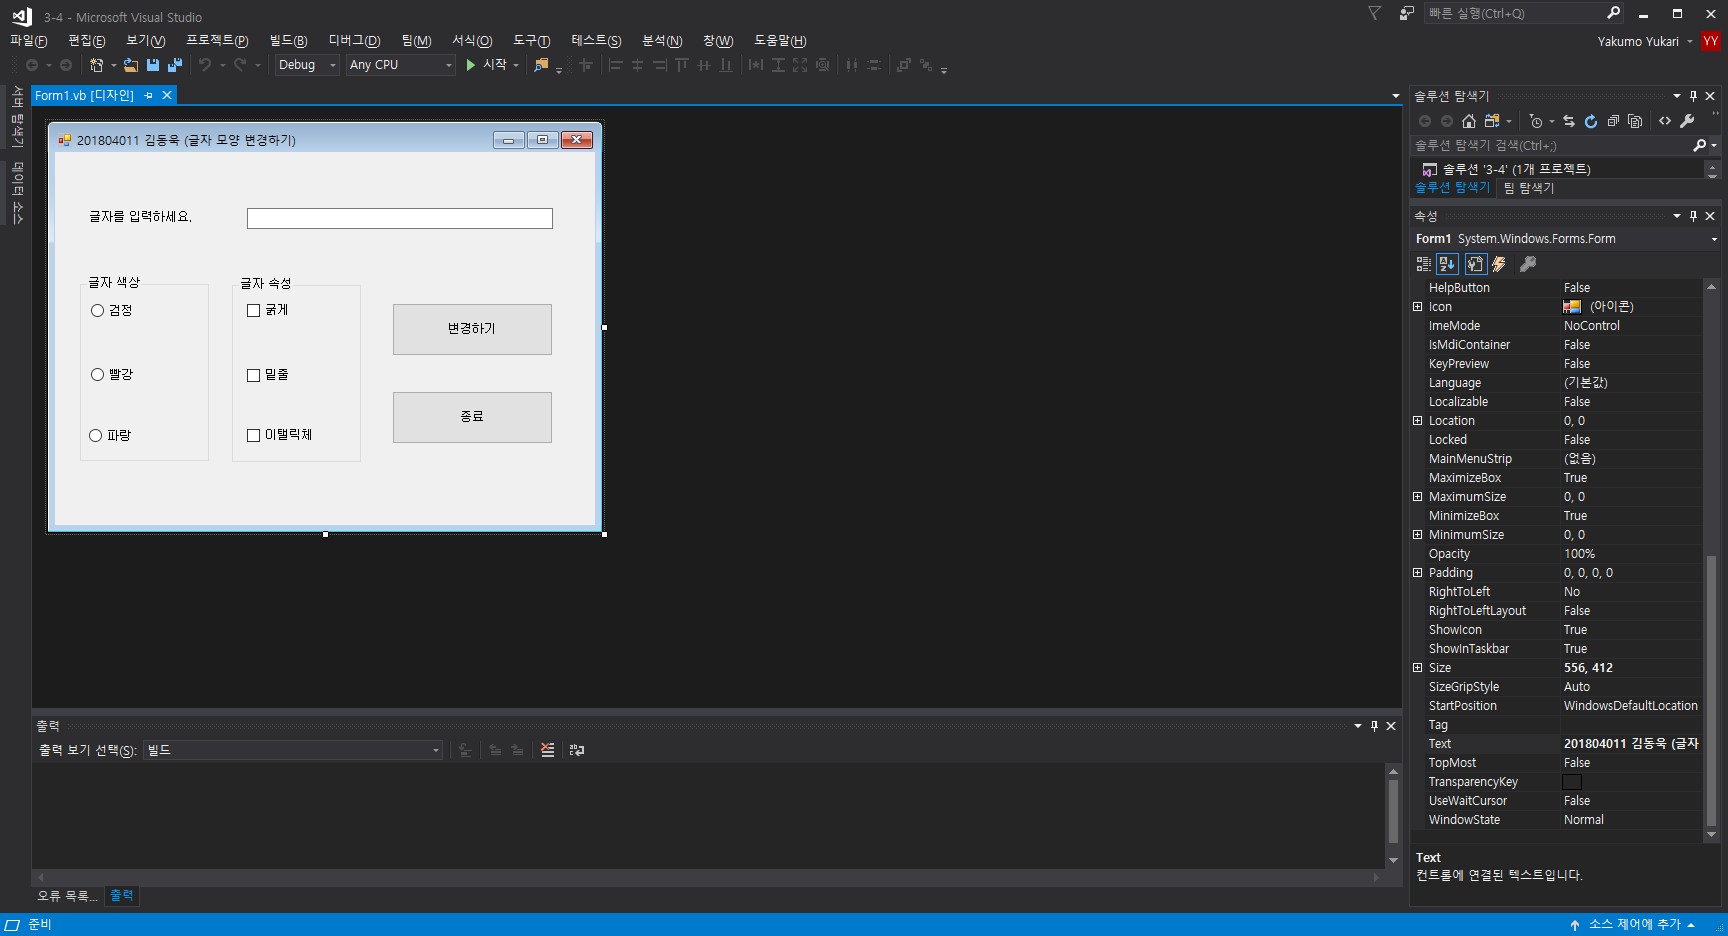 3-4 - Microsoft Visual Studio
빠른 실행(Ctrl+Q)
파일(F) 편집(E) 보기(V) 프로젝트(P) 빌드(B) 디버그(D) 팀(M) 서식(O) 도구(T) 테스트(S) 분석(N) 창(W) 도움말(H)
Yakumo Yukari YY
Debug Any CPU 시작
서버 탐색기
데이터 소스
Form1.vb [디자인]
201804011 김동욱 (글자 모양 변경하기)
글자를 입력하세요.
글자 색상
검정
빨강
파랑
글자 속성
굵게
밑줄
이탤릭체
변경하기
종료
출력
출력 보기 선택(S): 빌드
오류 목록... 출력
솔루션 탐색기
솔루션 탐색기 검색(Ctrl+;)
솔루션 '3-4' (1개 프로젝트)
솔루션 탐색기 팀 탐색기
속성
Form1 System.Windows.Forms.Form
HelpButton False
Icon (아이콘)
ImeMode NoControl
IsMdiContainer False
KeyPreview False
Language (기본값)
Localizable False
Location 0, 0
Locked False
MainMenuStrip (없음)
MaximizeBox True
MaximumSize 0, 0
MinimizeBox True
MinimumSize 0, 0
Opacity 100%
Padding 0, 0, 0, 0
RightToLeft No
RightToLeftLayout False
ShowIcon True
ShowInTaskbar True
Size 556, 412
SizeGripStyle Auto
StartPosition WindowsDefaultLocation
Tag
Text 201804011 김동욱 (글자
TopMost False
TransparencyKey
UseWaitCursor False
WindowState Normal
Text
컨트롤에 연결된 텍스트입니다.
준비
소스 제어에 추가